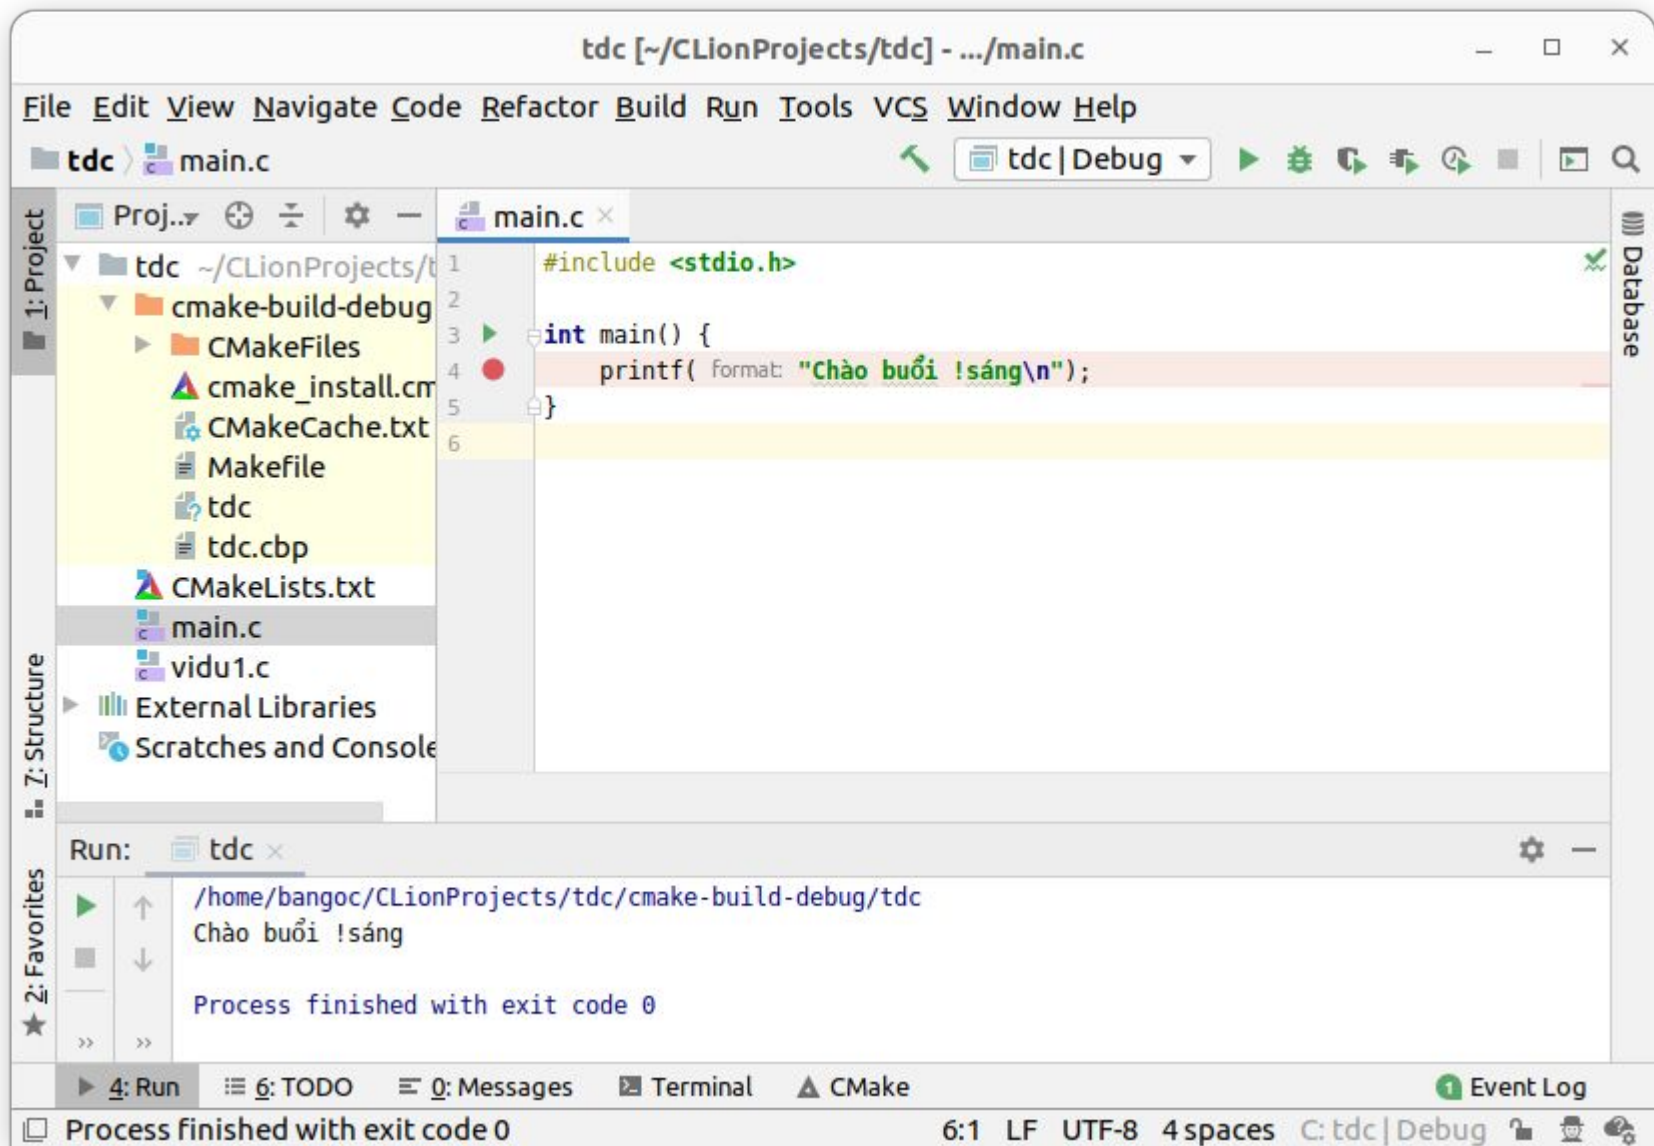 tdc [~/CLionProjects/tdc] - .../main.c
File Edit View Navigate Code Refactor Build Run Tools VCS Window Help
tdc main.c tdc | Debug
1: Project
Proj..
main.c
Database
tdc ~/CLionProjects/t
cmake-build-debug
CMakeFiles
cmake_install.cm
CMakeCache.txt
Makefile
tdc
tdc.cbp
CMakeLists.txt
main.c
vidu1.c
External Libraries
Scratches and Console
1 #include <stdio.h>
2
3 int main() {
4 printf( format: "Chào buổi !sáng\n");
5 }
6
7: Structure
2: Favorites
Run: tdc
/home/bangoc/CLionProjects/tdc/cmake-build-debug/tdc
Chào buổi !sáng
Process finished with exit code 0
4: Run 6: TODO 0: Messages Terminal CMake 1 Event Log
Process finished with exit code 0 6:1 LF UTF-8 4 spaces C: tdc | Debug